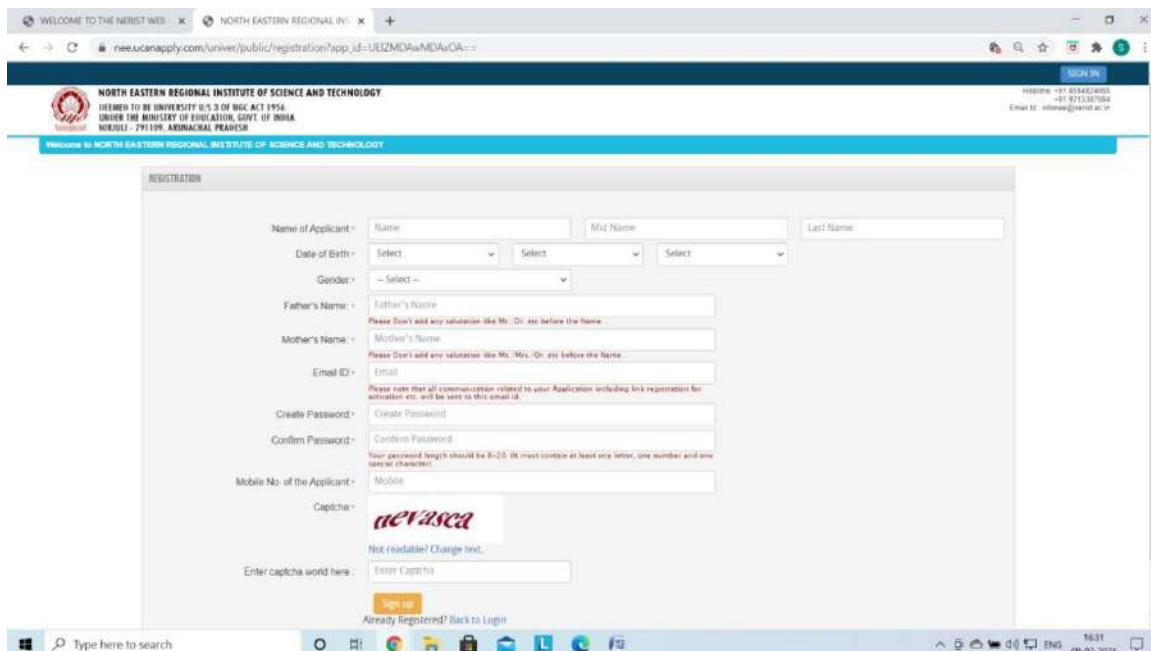 WELCOME TO THE NERIST WEB
NORTH EASTERN REGIONAL INS
nee.ucanapply.com/univer/public/registration?app_id=UElZMDAwMDAxOA==
SIGN IN
NORTH EASTERN REGIONAL INSTITUTE OF SCIENCE AND TECHNOLOGY
DEEMED TO BE UNIVERSITY U/S 3 OF UGC ACT 1956
UNDER THE MINISTRY OF EDUCATION, GOVT. OF INDIA
NIRJULI - 791109, ARUNACHAL PRADESH
Helpline
Email Id :
Welcome to NORTH EASTERN REGIONAL INSTITUTE OF SCIENCE AND TECHNOLOGY
REGISTRATION
Name of Applicant:* Name Mid Name Last Name
Date of Birth:* Select Select Select
Gender:* -- Select --
Father's Name: * Father's Name
Please Don't add any salutation like Mr. /Dr. etc before the Name.
Mother's Name: * Mother's Name
Please Don't add any salutation like Ms. /Mrs. /Dr. etc before the Name.
Email ID:* Email
Please note that all communication related to your Application including link registration for
activation etc. will be sent to this email id.
Create Password:* Create Password
Confirm Password:* Confirm Password
Your password length should be 8-20. (It must contain at least one letter, one number and one
special character)
Mobile No. of the Applicant:* Mobile
Captcha:*
nevasca
Not readable? Change text.
Enter captcha world here : Enter Captcha
Sign up
Already Registered? Back to Login
Type here to search
ENG
16:31